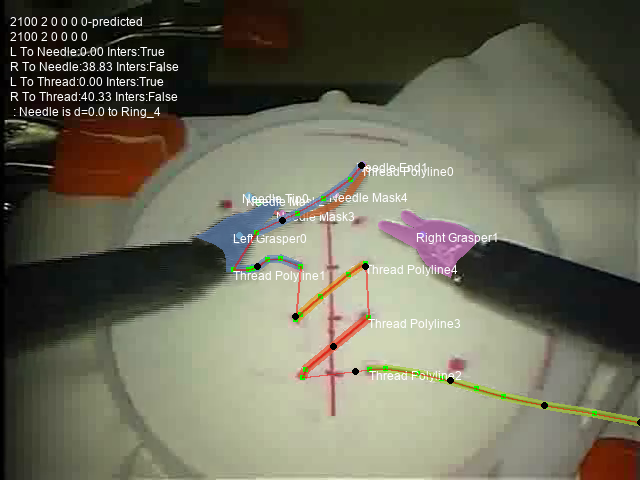 2100 2 0 0 0 0-predicted
2100 2 0 0 0 0
L To Needle:0.00 Inters:True
R To Needle:38.83 Inters:False
L To Thread:0.00 Inters:True
R To Thread:40.33 Inters:False
: Needle is d=0.0 to Ring_4
Needle End1
Thread Polyline0
Needle Tip0
Needle Mask4
Needle Mask3
Left Grasper0
Right Grasper1
Thread Polyline1
Thread Polyline4
Thread Polyline3
Thread Polyline2